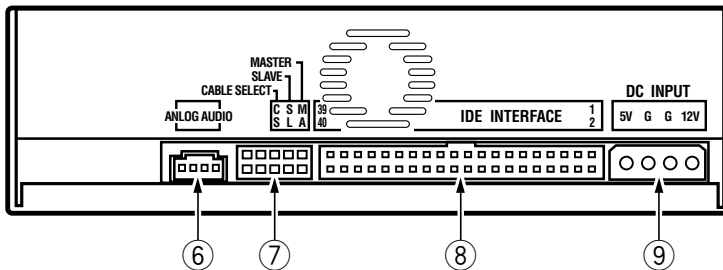 MASTER
SLAVE
CABLE SELECT
ANLOG AUDIO
C S M
S L A
39
40
IDE INTERFACE
1
2
DC INPUT
5V G G 12V
⑥ ⑦ ⑧ ⑨